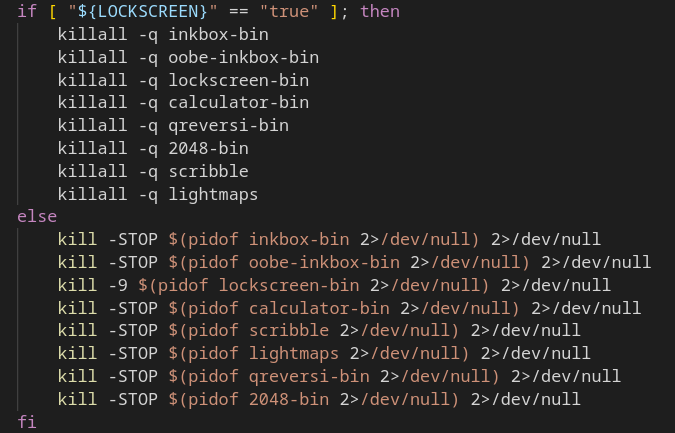 if [ "${LOCKSCREEN}" == "true" ]; then
    killall -q inkbox-bin
    killall -q oobe-inkbox-bin
    killall -q lockscreen-bin
    killall -q calculator-bin
    killall -q qreversi-bin
    killall -q 2048-bin
    killall -q scribble
    killall -q lightmaps
else
    kill -STOP $(pidof inkbox-bin 2>/dev/null) 2>/dev/null
    kill -STOP $(pidof oobe-inkbox-bin 2>/dev/null) 2>/dev/null
    kill -9 $(pidof lockscreen-bin 2>/dev/null) 2>/dev/null
    kill -STOP $(pidof calculator-bin 2>/dev/null) 2>/dev/null
    kill -STOP $(pidof scribble 2>/dev/null) 2>/dev/null
    kill -STOP $(pidof lightmaps 2>/dev/null) 2>/dev/null
    kill -STOP $(pidof qreversi-bin 2>/dev/null) 2>/dev/null
    kill -STOP $(pidof 2048-bin 2>/dev/null) 2>/dev/null
fi